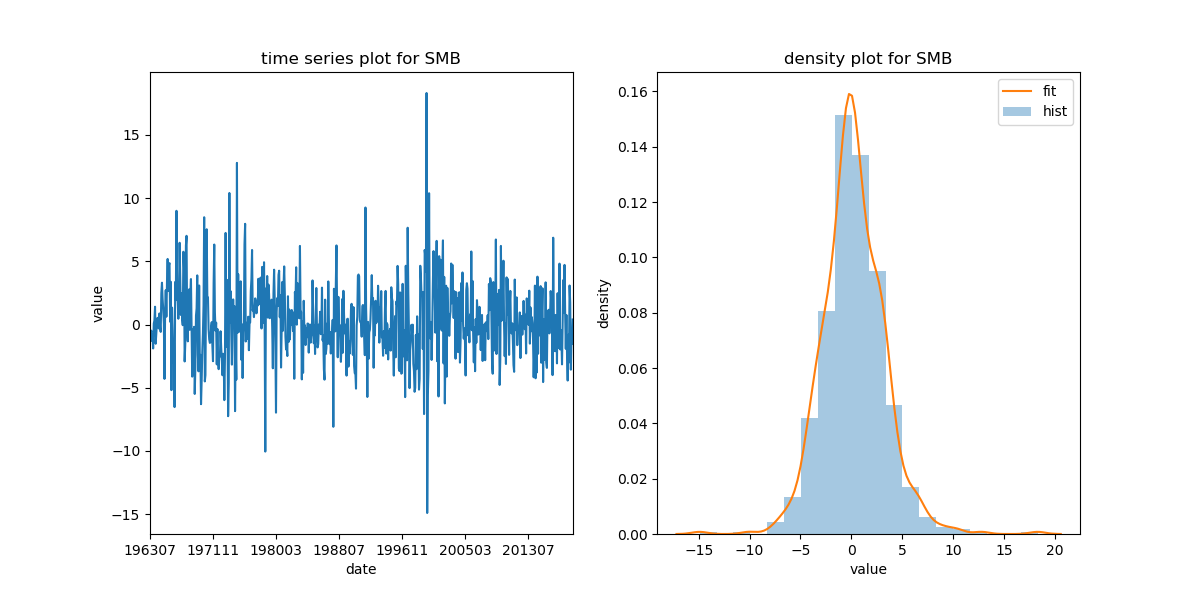 time series plot for SMB
value
15
10
5
0
−5
−10
−15
196307 197111 198003 198807 199611 200503 201307
date
density plot for SMB
density
0.16
0.14
0.12
0.10
0.08
0.06
0.04
0.02
0.00
−15 −10 −5 0 5 10 15 20
value
fit
hist